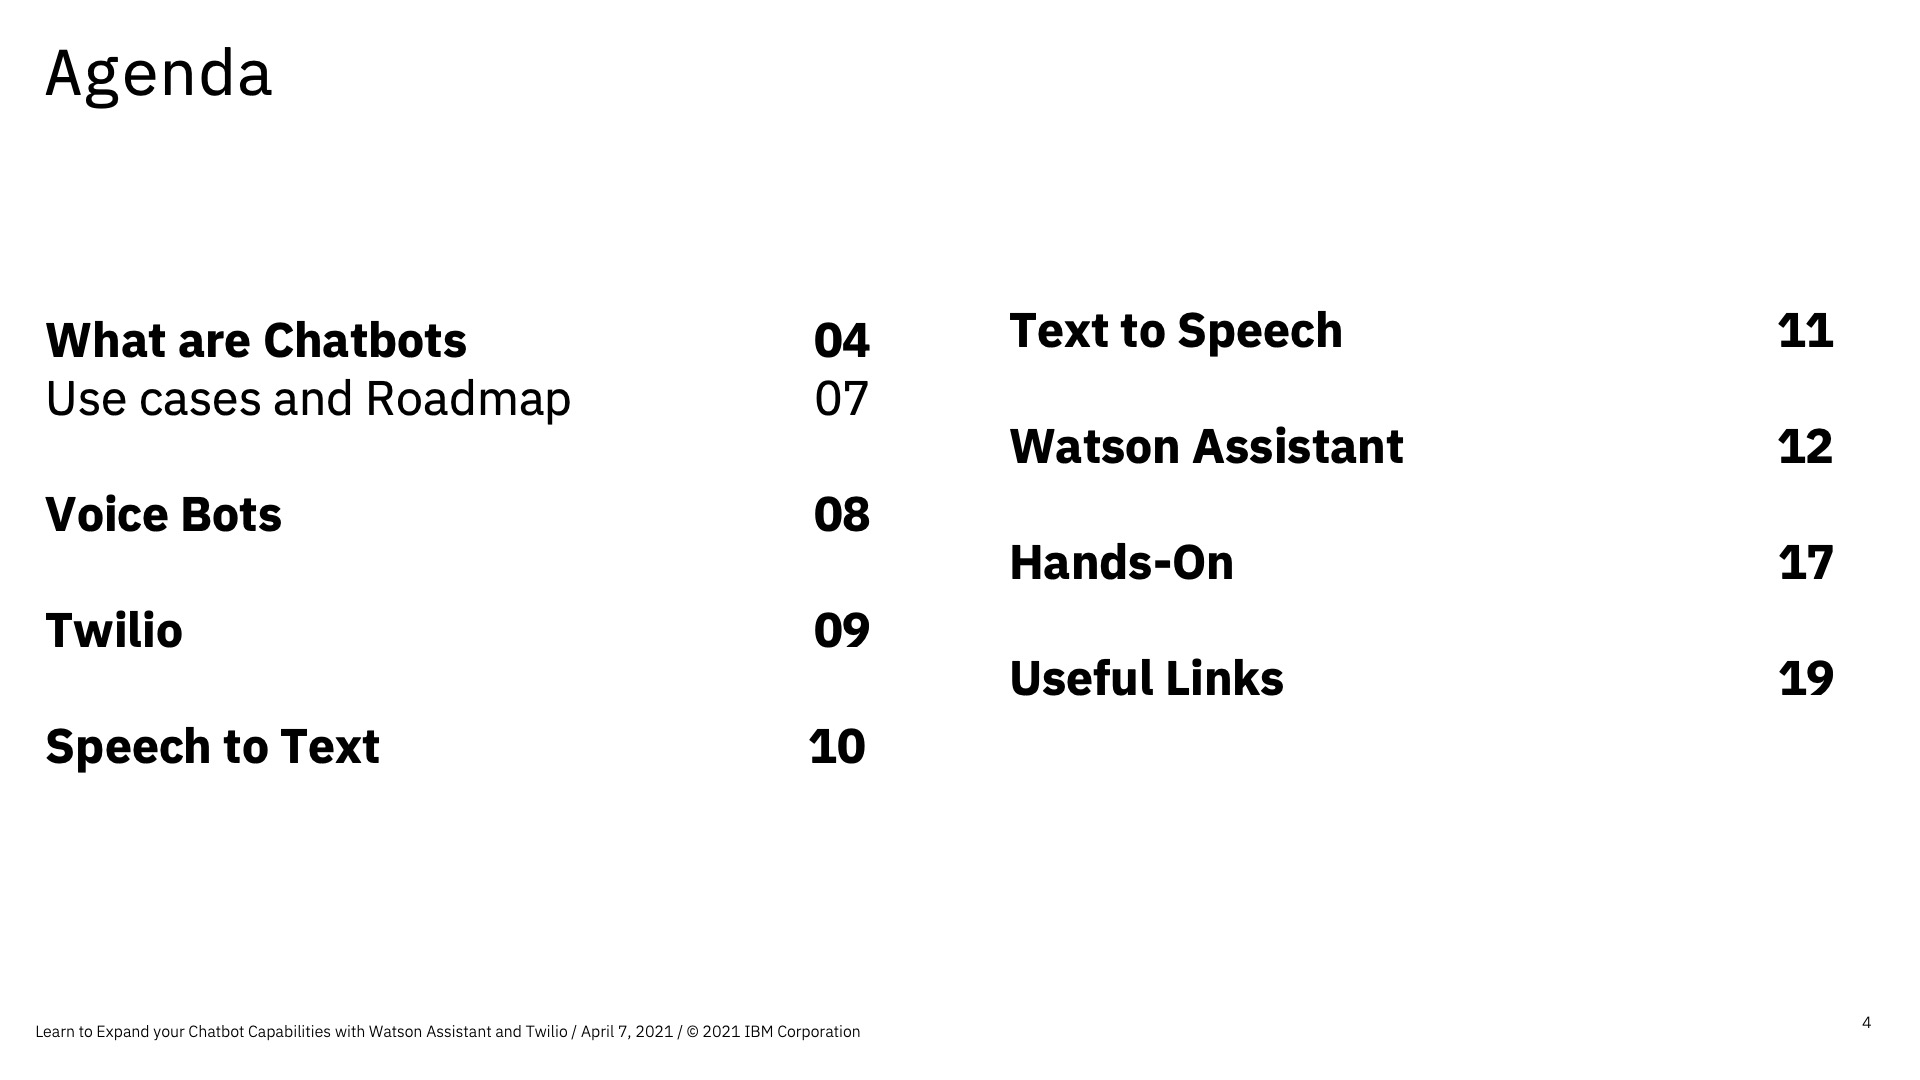 Agenda
What are Chatbots 04
Use cases and Roadmap 07
Voice Bots 08
Twilio 09
Speech to Text 10
Text to Speech 11
Watson Assistant 12
Hands-On 17
Useful Links 19
Learn to Expand your Chatbot Capabilities with Watson Assistant and Twilio / April 7, 2021 / © 2021 IBM Corporation
4